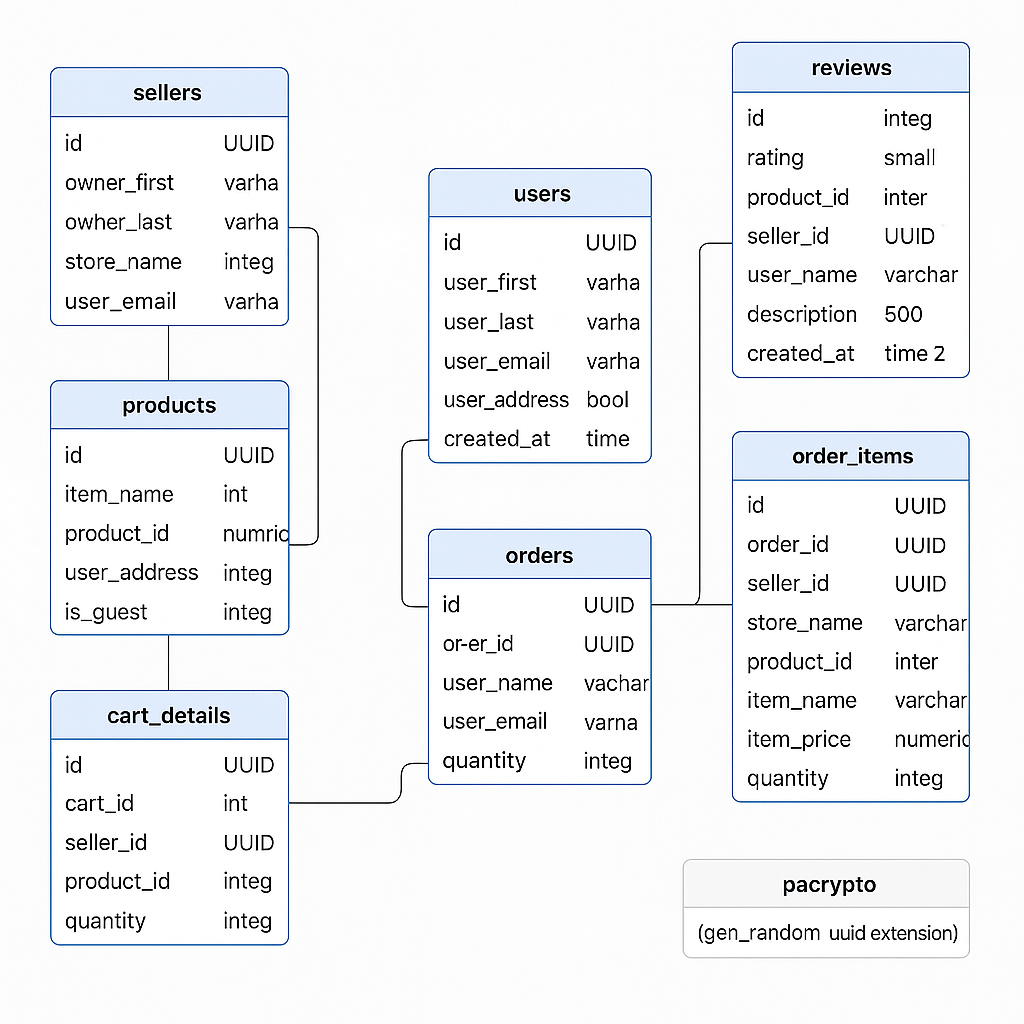 sellers
id UUID
owner_first varha
owher_last varha
store_name integ
user_email varha
products
id UUID
item_name int
product_id numric
user_address integ
is_guest integ
cart_details
id UUID
cart_id int
seller_id UUID
product_id integ
quantity integ
users
id UUID
user_first varha
user_last varha
user_email varha
user_address bool
created_at time
orders
id UUID
or-er_id UUID
user_name vachar
user_email varna
quantity integ
reviews
id integ
rating small
product_id inter
seller_id UUID
user_name varchar
description 500
created_at time 2
order_items
id UUID
order_id UUID
seller_id UUID
store_name varchar
product_id inter
item_name varchar
item_price numeric
quantity integ
pacrypto
(gen_random uuid extension)